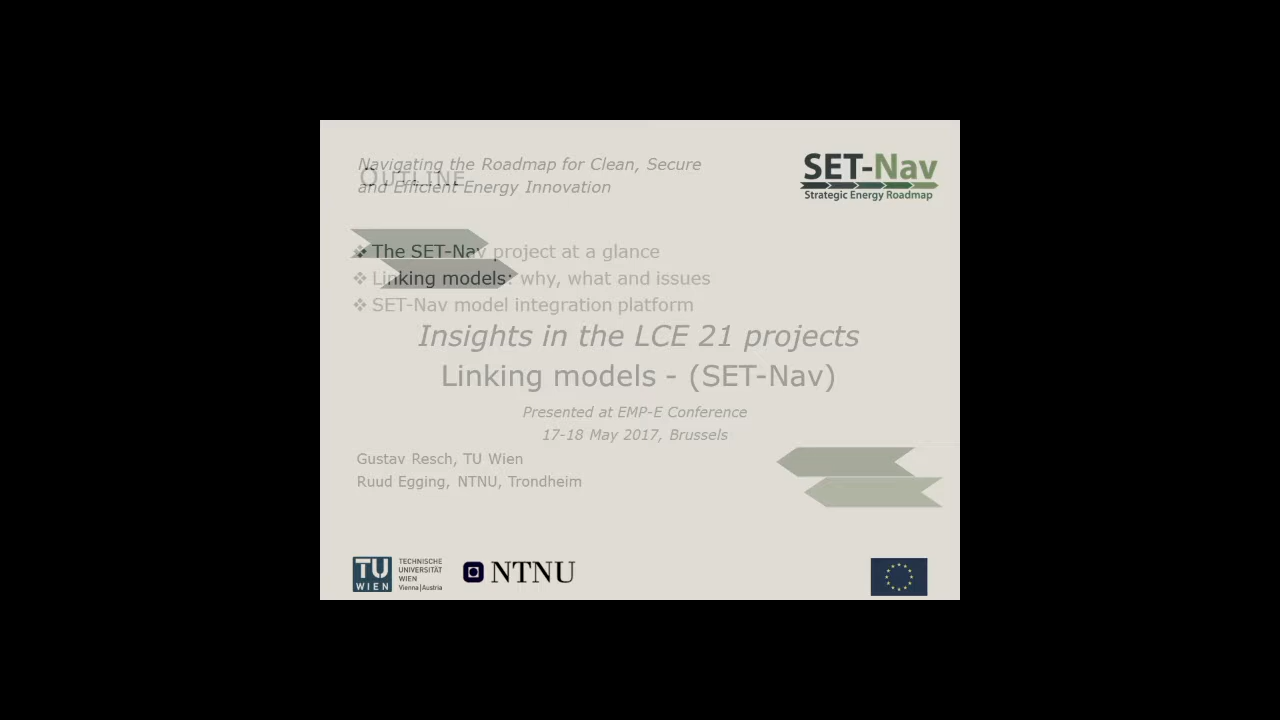 Navigating the Roadmap for Clean, Secure
and Efficient Energy Innovation
OUTLINE
SET-Nav
Strategic Energy Roadmap
❖ The SET-Nav project at a glance
❖ Linking models: why, what and issues
❖ SET-Nav model integration platform
Insights in the LCE 21 projects
Linking models - (SET-Nav)
Presented at EMP-E Conference
17-18 May 2017, Brussels
Gustav Resch, TU Wien
Ruud Egging, NTNU, Trondheim
TU
WIEN
TECHNISCHE
UNIVERSITÄT
WIEN
Vienna|Austria
NTNU